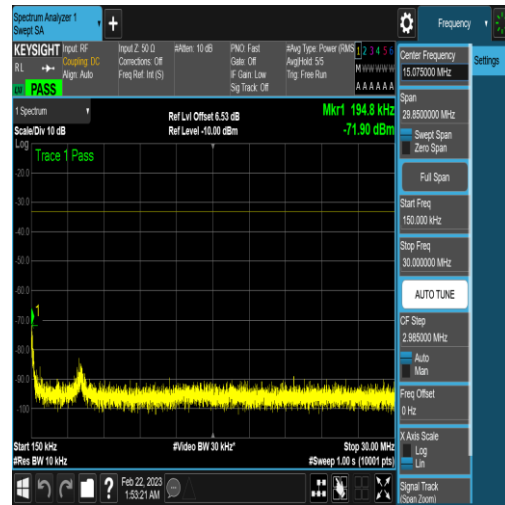 Spectrum Analyzer 1
Swept SA
Frequency
KEYSIGHT Input: RF Input Z: 50 Ω #Atten: 10 dB PNO: Fast #Avg Type: Power (RMS 1 2 3 4 5 6
RL Coupling: DC Corrections: Off Gate: Off Avg|Hold: 5/5 M W W W W W
Align: Auto Freq Ref: Int (S) IF Gain: Low Trig: Free Run
PASS Sig Track: Off A A A A A A
1 Spectrum
Scale/Div 10 dB
Ref Lvl Offset 6.53 dB
Ref Level -10.00 dBm
Mkr1 194.8 kHz
-71.90 dBm
Log
Trace 1 Pass
-20.0
-30.0
-40.0
-50.0
-60.0
-70.0
-80.0
-90.0
-100
1
Start 150 kHz #Video BW 30 kHz* Stop 30.00 MHz
#Res BW 10 kHz #Sweep 1.00 s (10001 pts)
Feb 22, 2023
1:53:21 AM
Center Frequency
15.075000 MHz
Settings
Span
29.8500000 MHz
Swept Span
Zero Span
Full Span
Start Freq
150.000 kHz
Stop Freq
30.000000 MHz
AUTO TUNE
CF Step
2.985000 MHz
Auto
Man
Freq Offset
0 Hz
X Axis Scale
Log
Lin
Signal Track
(Span Zoom)